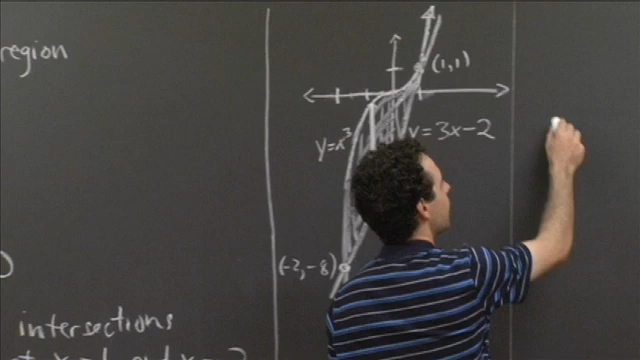 region
(1,1)
y=x³
y=3x-2
(-2,-8)
intersections